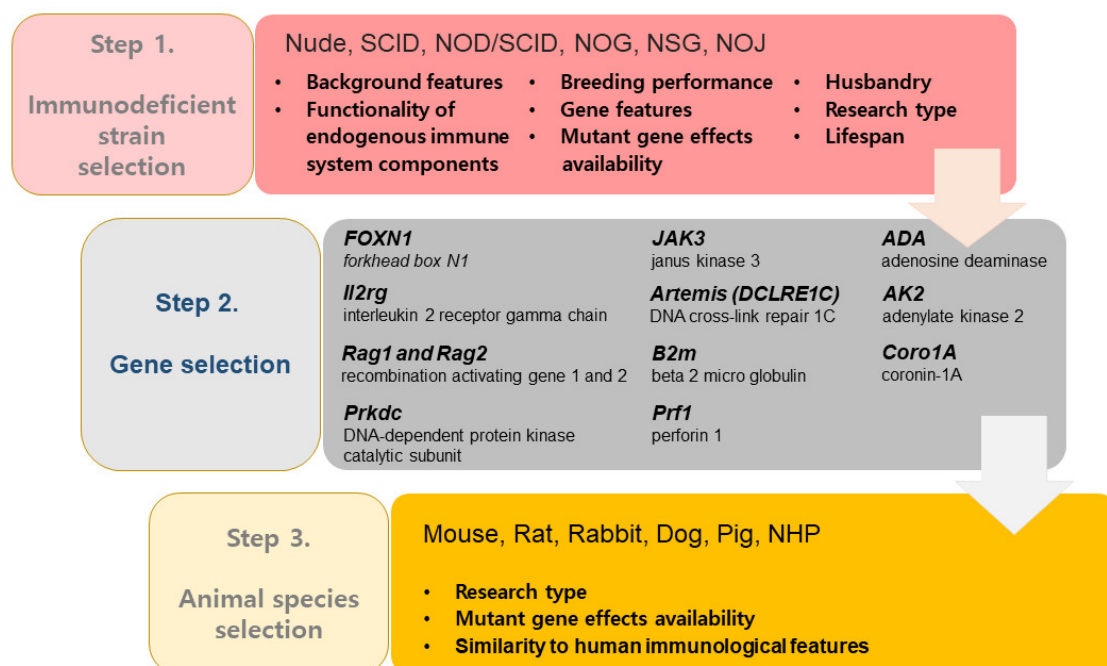 Step 1.
Immunodeficient
strain
selection
Nude, SCID, NOD/SCID, NOG, NSG, NOJ
• Background features
• Functionality of
endogenous immune
system components
• Breeding performance
• Gene features
• Mutant gene effects
availability
• Husbandry
• Research type
• Lifespan
Step 2.
Gene selection
FOXN1
forkhead box N1
Il2rg
interleukin 2 receptor gamma chain
Rag1 and Rag2
recombination activating gene 1 and 2
Prkdc
DNA-dependent protein kinase
catalytic subunit
JAK3
janus kinase 3
Artemis (DCLRE1C)
DNA cross-link repair 1C
B2m
beta 2 micro globulin
Prf1
perforin 1
ADA
adenosine deaminase
AK2
adenylate kinase 2
Coro1A
coronin-1A
Step 3.
Animal species
selection
Mouse, Rat, Rabbit, Dog, Pig, NHP
• Research type
• Mutant gene effects availability
• Similarity to human immunological features